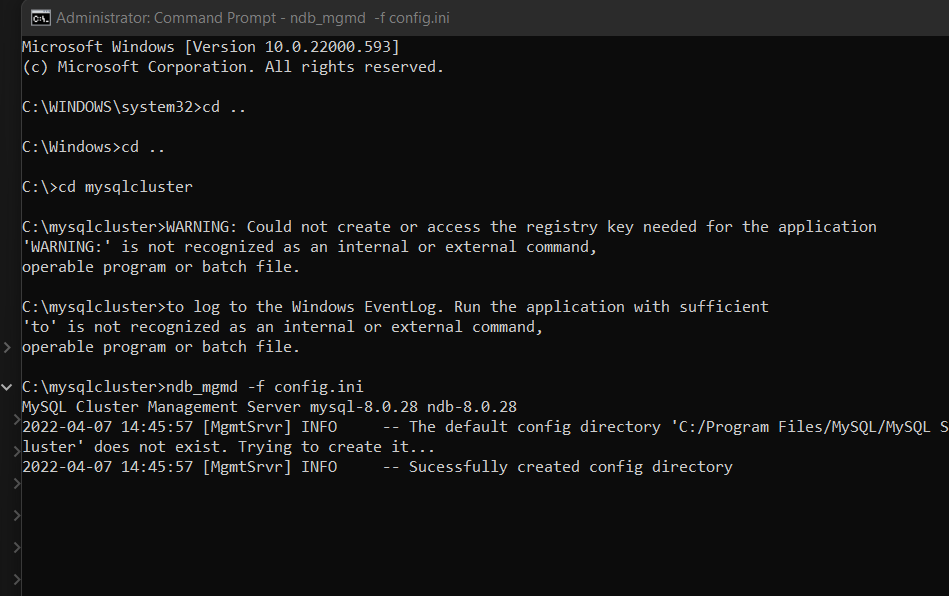 Administrator: Command Prompt - ndb_mgmd  -f config.ini
Microsoft Windows [Version 10.0.22000.593]
(c) Microsoft Corporation. All rights reserved.
C:\WINDOWS\system32>cd ..
C:\Windows>cd ..
C:\>cd mysqlcluster
C:\mysqlcluster>WARNING: Could not create or access the registry key needed for the application
'WARNING:' is not recognized as an internal or external command,
operable program or batch file.
C:\mysqlcluster>to log to the Windows EventLog. Run the application with sufficient
'to' is not recognized as an internal or external command,
operable program or batch file.
C:\mysqlcluster>ndb_mgmd -f config.ini
MySQL Cluster Management Server mysql-8.0.28 ndb-8.0.28
2022-04-07 14:45:57 [MgmtSrvr] INFO     -- The default config directory 'C:/Program Files/MySQL/MySQL S
luster' does not exist. Trying to create it...
2022-04-07 14:45:57 [MgmtSrvr] INFO     -- Sucessfully created config directory